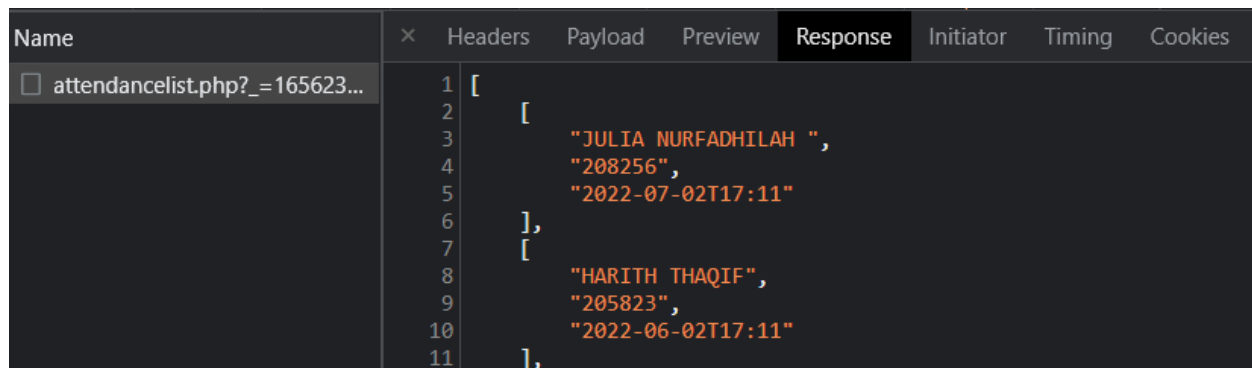 Name
attendancelist.php?_=165623...
× Headers Payload Preview Response Initiator Timing Cookies
1 [
2 [
3 "JULIA NURFADHILAH ",
4 "208256",
5 "2022-07-02T17:11"
6 ],
7 [
8 "HARITH THAQIF",
9 "205823",
10 "2022-06-02T17:11"
11 ],